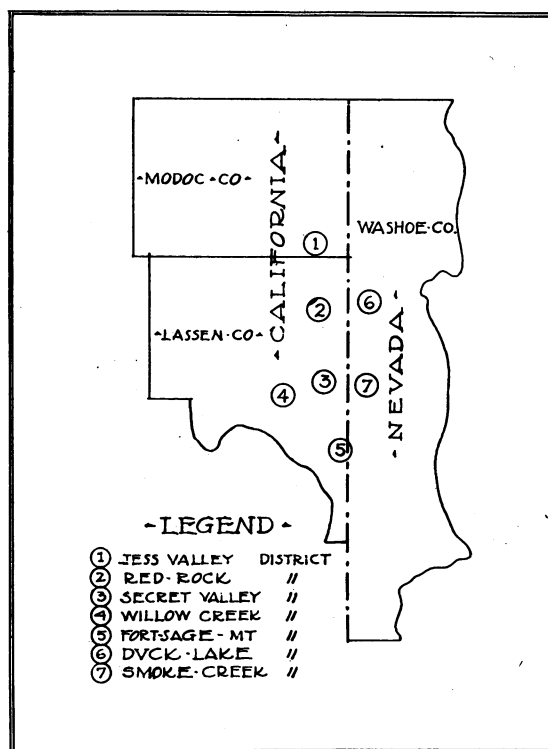 -MODOC-CO-
-CALIFORNIA-
WASHOE-CO.
1
2
6
-LASSEN-CO-
-NEVADA-
3
7
4
5
-LEGEND-
1 JESS VALLEY DISTRICT
2 RED-ROCK "
3 SECRET VALLEY "
4 WILLOW CREEK "
5 FORT-SAGE-MT "
6 DVCK-LAKE "
7 SMOKE-CREEK "